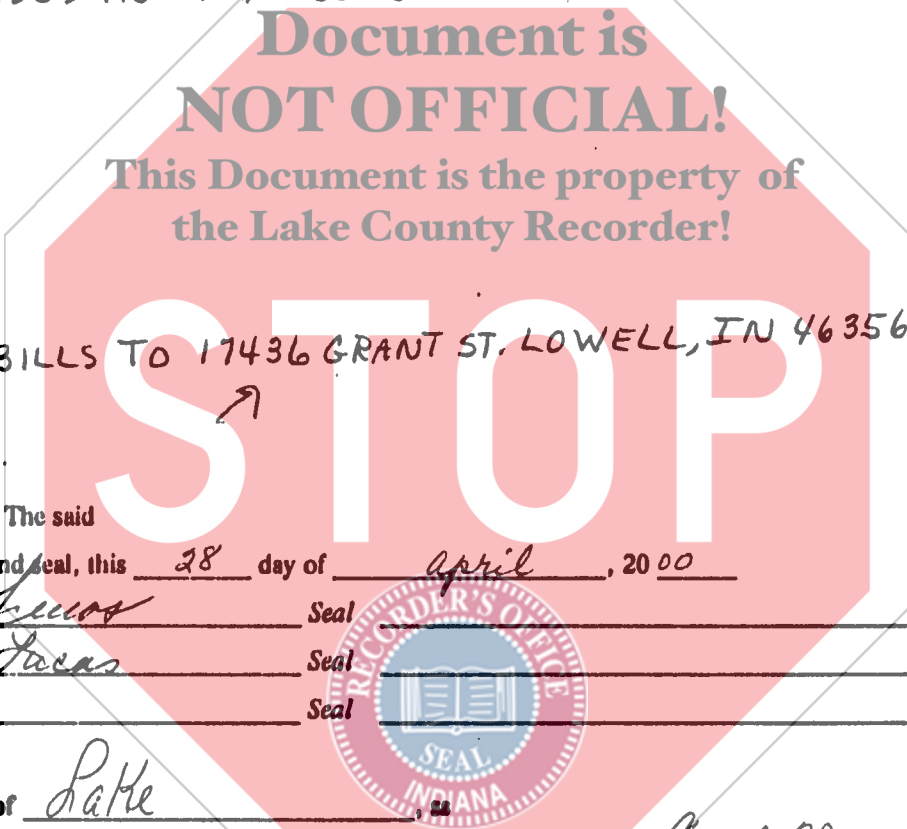 Document is
NOT OFFICIAL!
This Document is the property of
the Lake County Recorder!
STOP
BILLS TO 17436 GRANT ST. LOWELL, IN 46356
The said
nd seal, this 28 day of april, 20 00
Seal
Lucas Seal
Seal
RECORDER'S OFFICE
SEAL
INDIANA
of Lake, ss